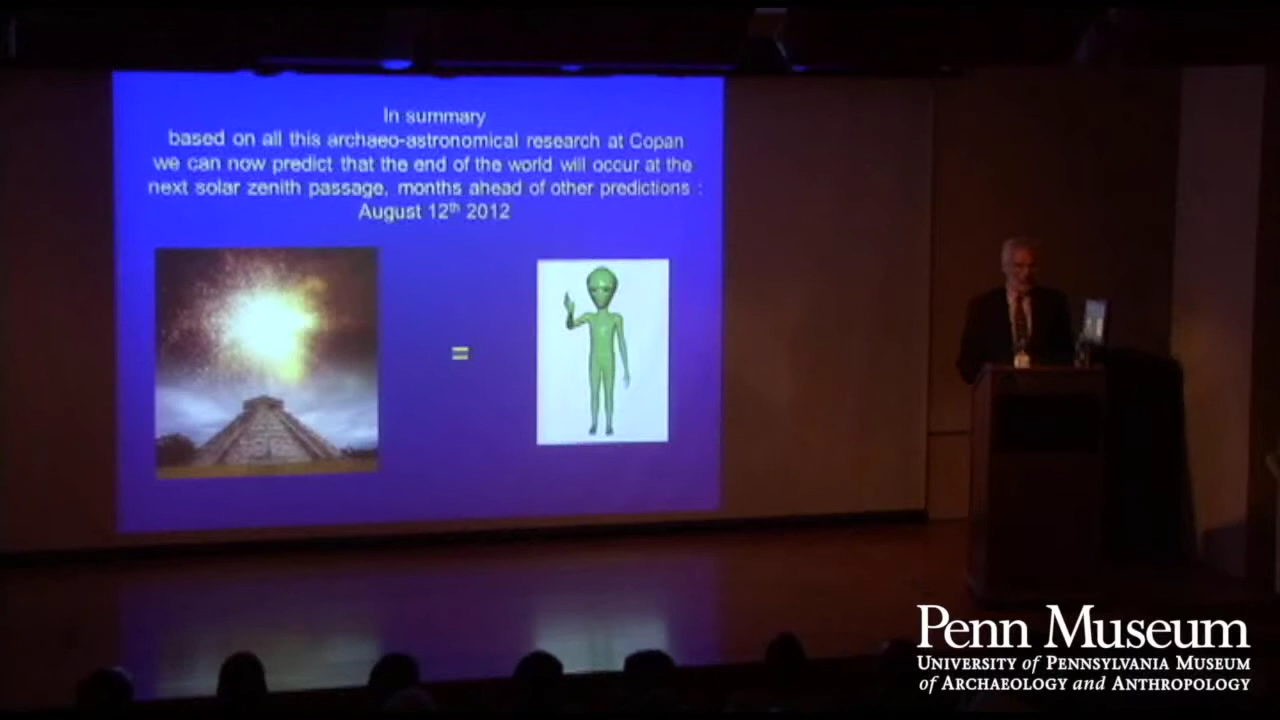 In summary
based on all this archaeo-astronomical research at Copan
we can now predict that the end of the world will occur at the
next solar zenith passage, months ahead of other predictions :
August 12th 2012
=
Penn Museum
UNIVERSITY of PENNSYLVANIA MUSEUM
of ARCHAEOLOGY and ANTHROPOLOGY